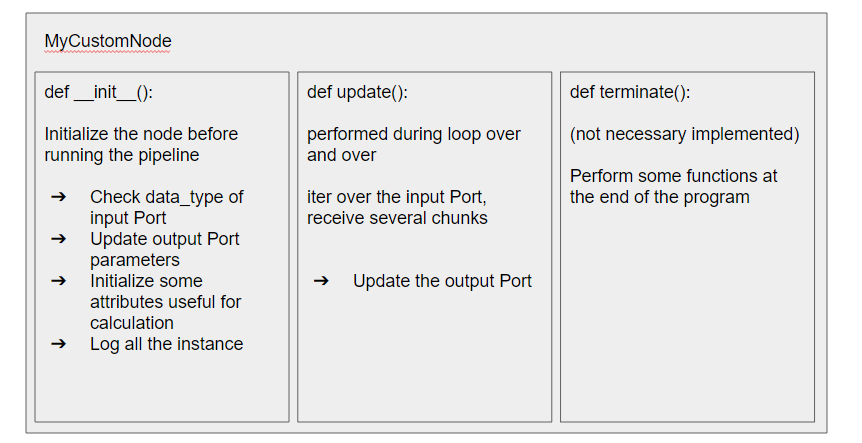 MyCustomNode
def __init__():
Initialize the node before
running the pipeline
➔ Check data_type of
input Port
➔ Update output Port
parameters
➔ Initialize some
attributes useful for
calculation
➔ Log all the instance
def update():
performed during loop over
and over
iter over the input Port,
receive several chunks
➔ Update the output Port
def terminate():
(not necessary implemented)
Perform some functions at
the end of the program